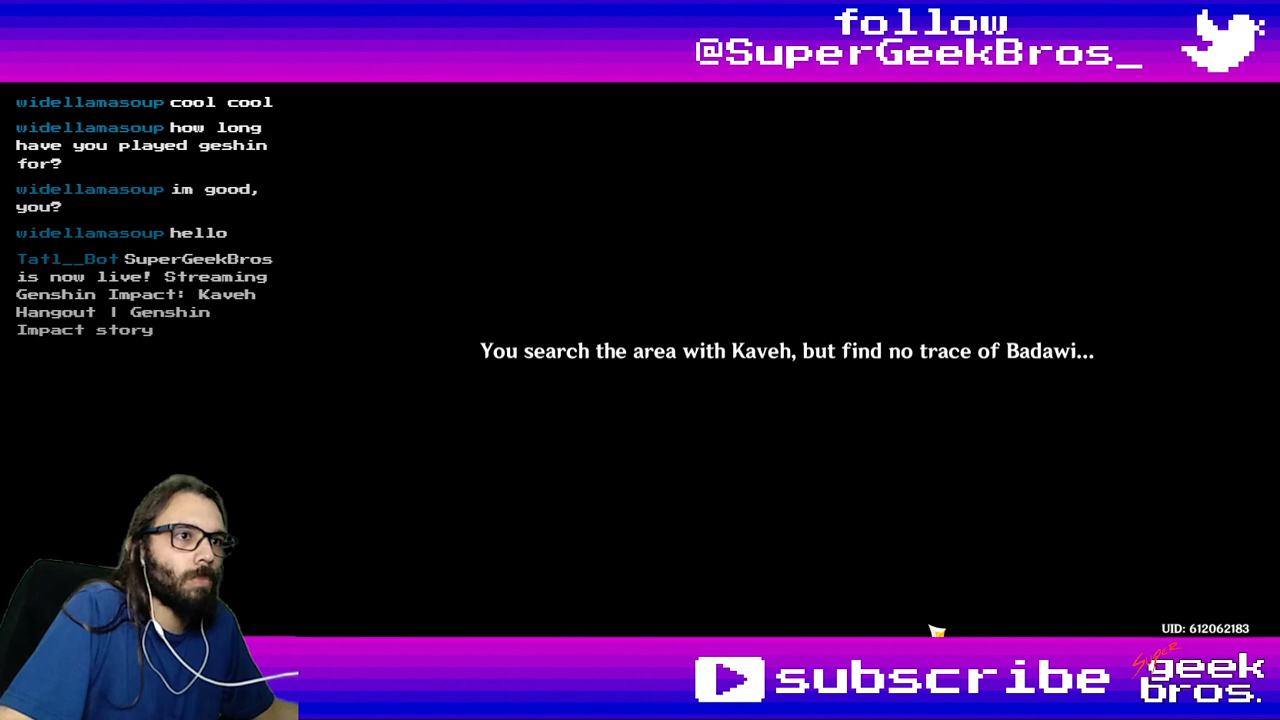 follow
@SuperGeekBros_
widellamasoup cool cool
widellamasoup how long
have you played geshin
for?
widellamasoup im good,
you?
widellamasoup hello
Tatl__Bot SuperGeekBros
is now live! Streaming
Genshin Impact: Kaveh
Hangout | Genshin
Impact story
You search the area with Kaveh, but find no trace of Badawi...
UID: 612062183
subscribe
super
geek
bros.